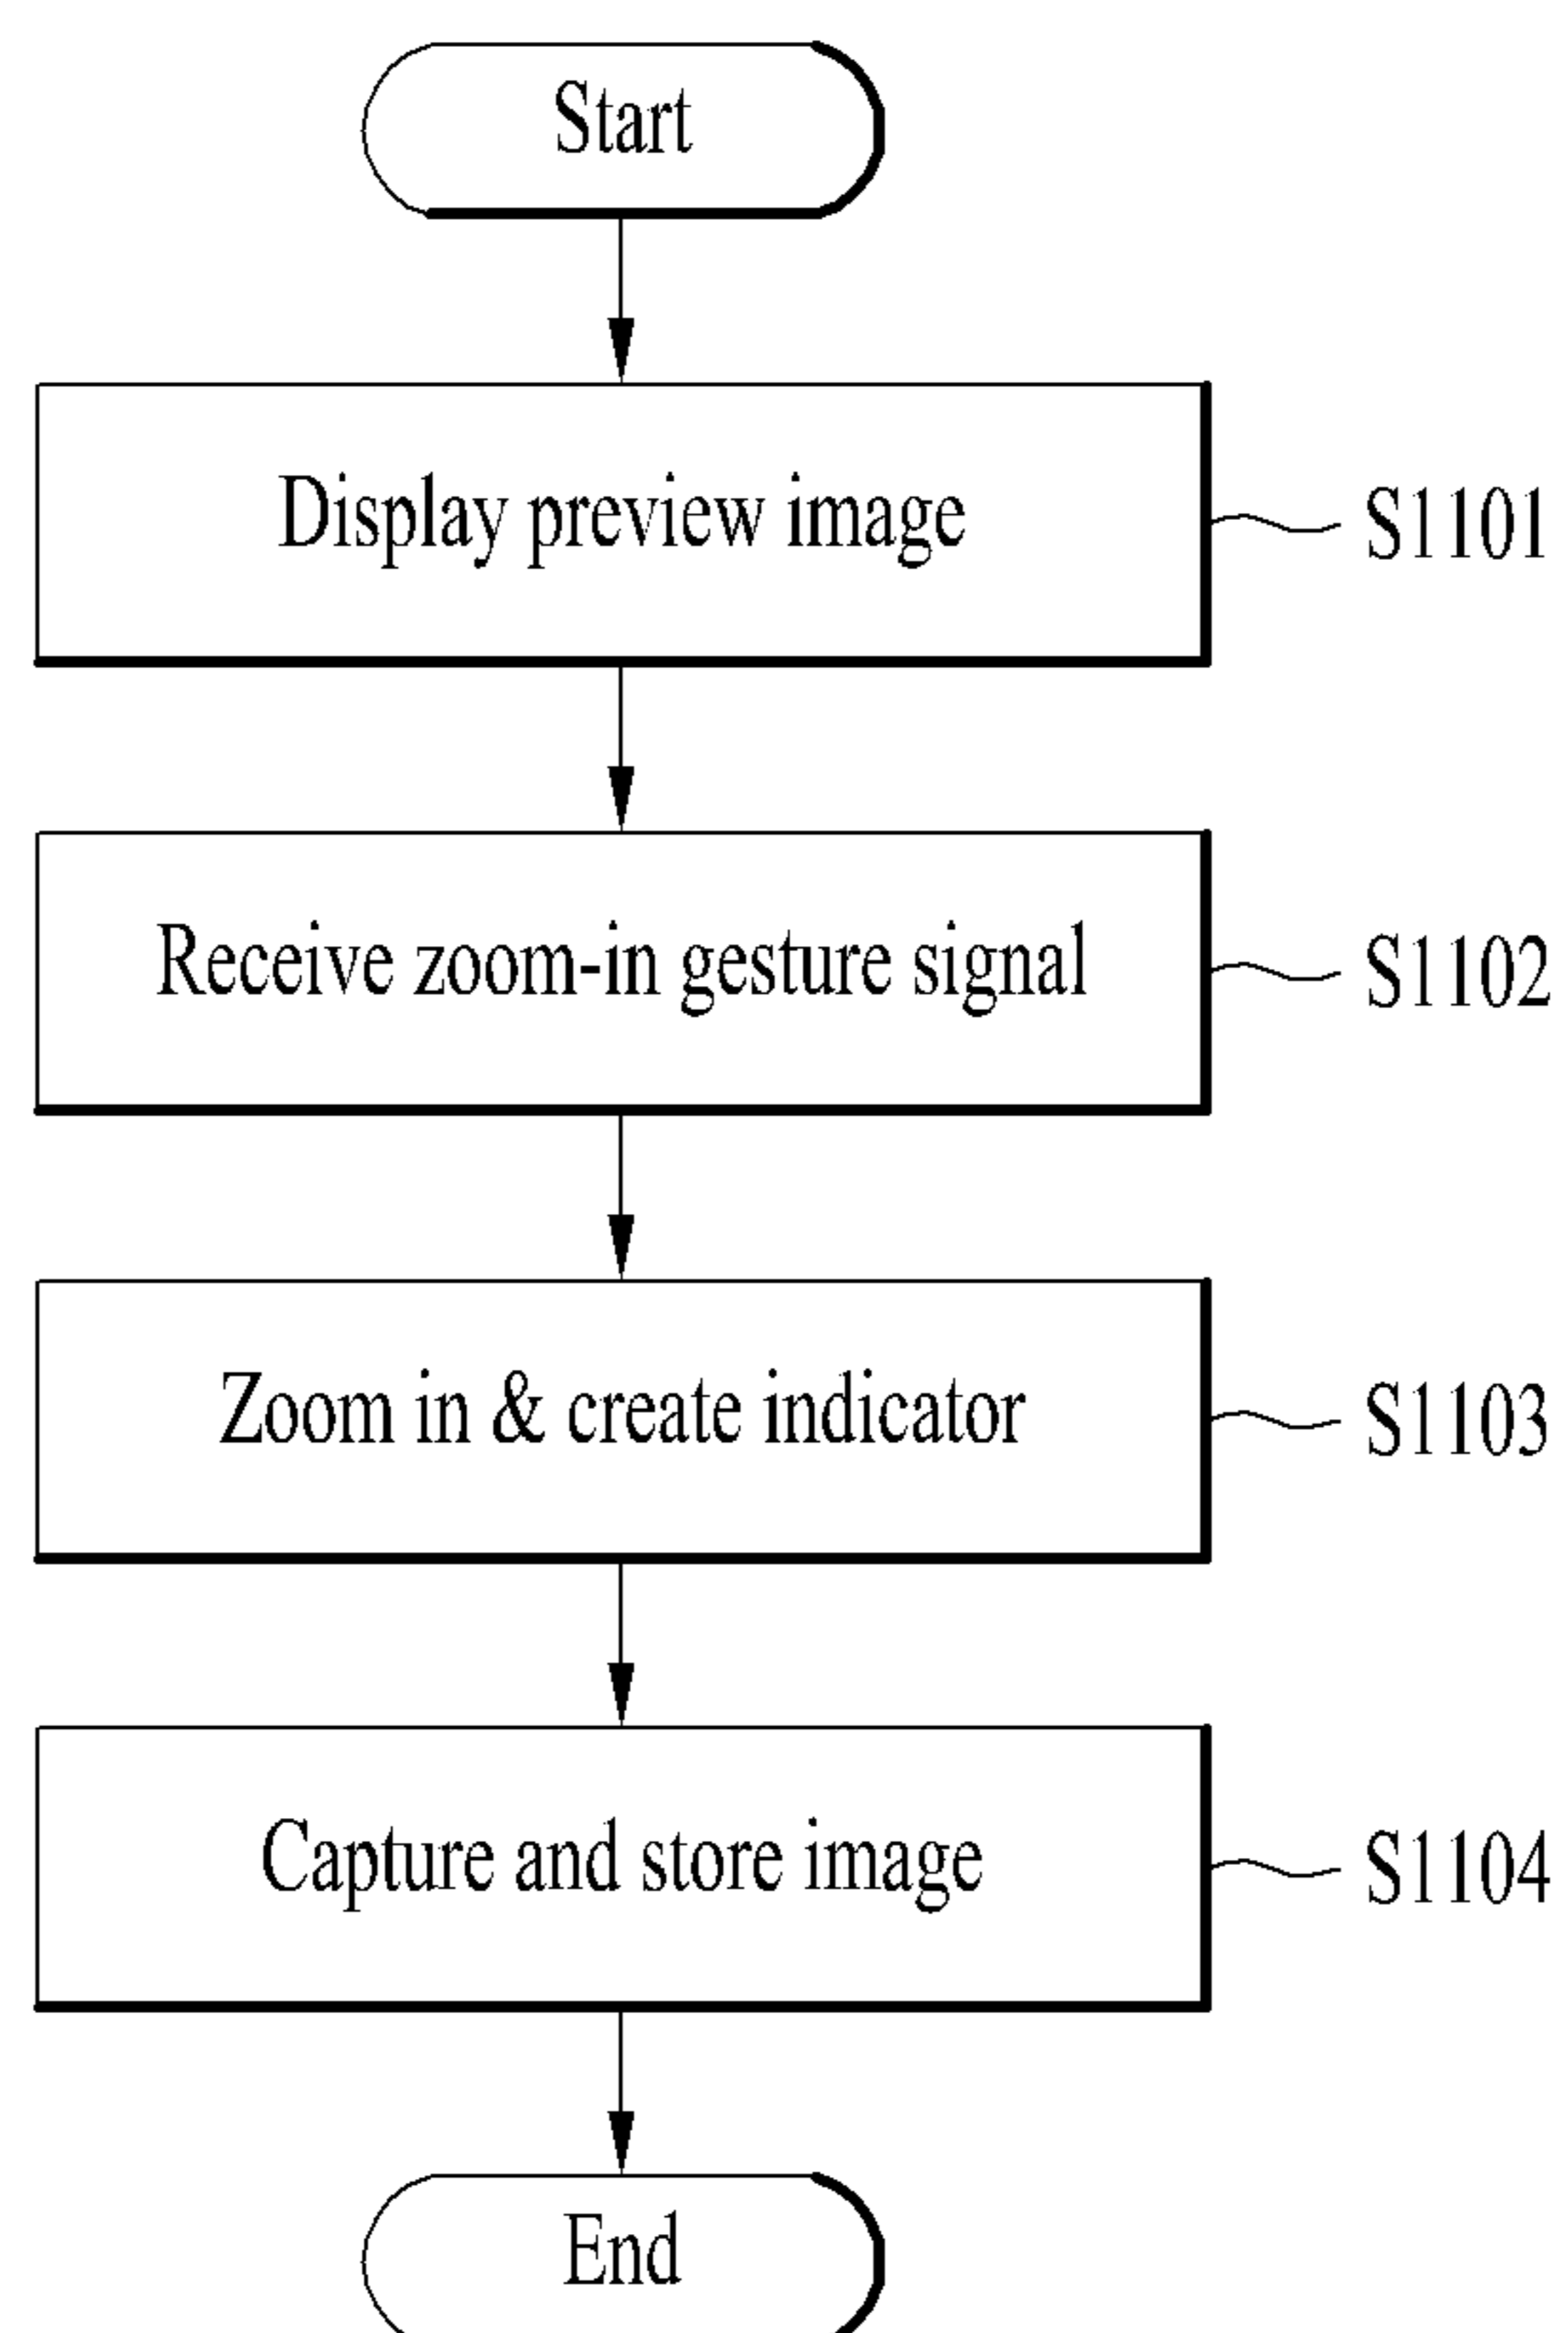 Start
Display preview image
S1101
Receive zoom-in gesture signal
S1102
Zoom in & create indicator
S1103
Capture and store image
S1104
End